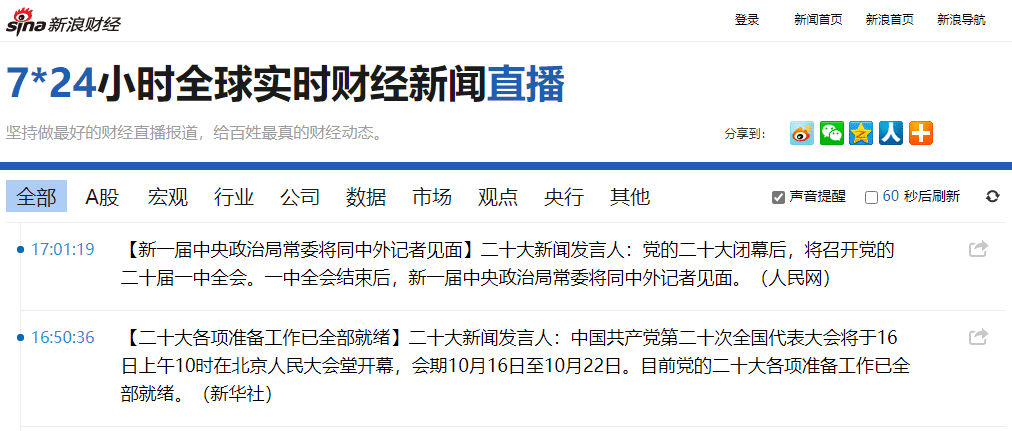 sina新浪财经
登录 新闻首页 新浪首页 新浪导航
7*24小时全球实时财经新闻直播
坚持做最好的财经直播报道，给百姓最真的财经动态。
分享到：
全部 A股 宏观 行业 公司 数据 市场 观点 央行 其他 声音提醒 60 秒后刷新
17:01:19 【新一届中央政治局常委将同中外记者见面】二十大新闻发言人：党的二十大闭幕后，将召开党的
二十届一中全会。一中全会结束后，新一届中央政治局常委将同中外记者见面。（人民网）
16:50:36 【二十大各项准备工作已全部就绪】二十大新闻发言人：中国共产党第二十次全国代表大会将于16
日上午10时在北京人民大会堂开幕，会期10月16日至10月22日。目前党的二十大各项准备工作已全
部就绪。（新华社）